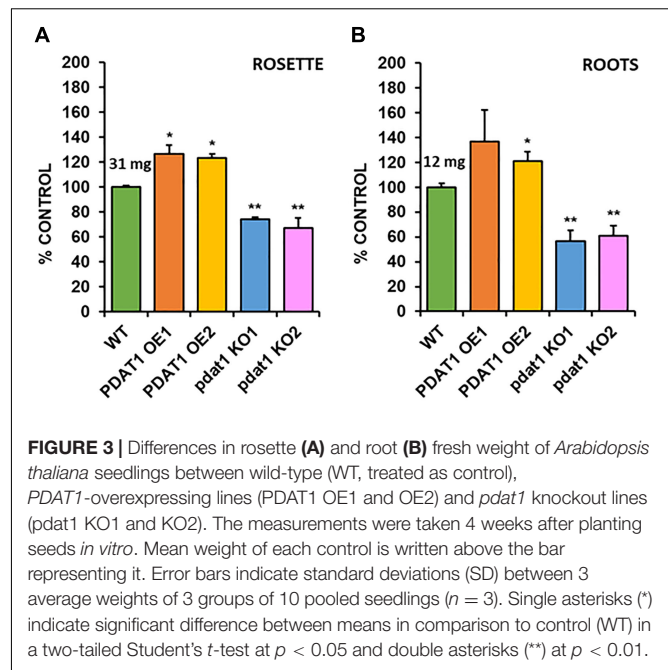 A
ROSETTE
% CONTROL
200
180
160
140
120
100
80
60
40
20
0
31 mg
*
*
**
**
WT
PDAT1 OE1
PDAT1 OE2
pdat1 KO1
pdat1 KO2
B
ROOTS
% CONTROL
200
180
160
140
120
100
80
60
40
20
0
12 mg
*
**
**
WT
PDAT1 OE1
PDAT1 OE2
pdat1 KO1
pdat1 KO2
FIGURE 3 | Differences in rosette (A) and root (B) fresh weight of Arabidopsis
thaliana seedlings between wild-type (WT, treated as control),
PDAT1-overexpressing lines (PDAT1 OE1 and OE2) and pdat1 knockout lines
(pdat1 KO1 and KO2). The measurements were taken 4 weeks after planting
seeds in vitro. Mean weight of each control is written above the bar
representing it. Error bars indicate standard deviations (SD) between 3
average weights of 3 groups of 10 pooled seedlings (n = 3). Single asterisks (*)
indicate significant difference between means in comparison to control (WT) in
a two-tailed Student's t-test at p < 0.05 and double asterisks (**) at p < 0.01.